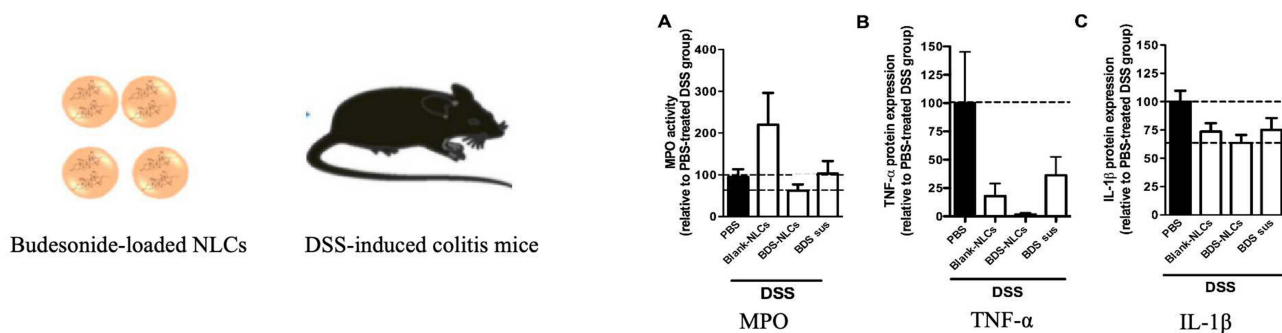 Budesonide-loaded NLCs
DSS-induced colitis mice
A
MPO activity
(relative to PBS-treated DSS group)
400
300
200
100
0
PBS
Blank-NLCs
BDS-NLCs
BDS sus
DSS
MPO
B
TNF-α protein expression
(relative to PBS-treated DSS group)
150
125
100
75
50
25
0
PBS
Blank-NLCs
BDS-NLCs
BDS sus
DSS
TNF-α
C
IL-1β protein expression
(relative to PBS-treated DSS group)
150
125
100
75
50
25
0
PBS
Blank-NLCs
BDS-NLCs
BDS sus
DSS
IL-1β